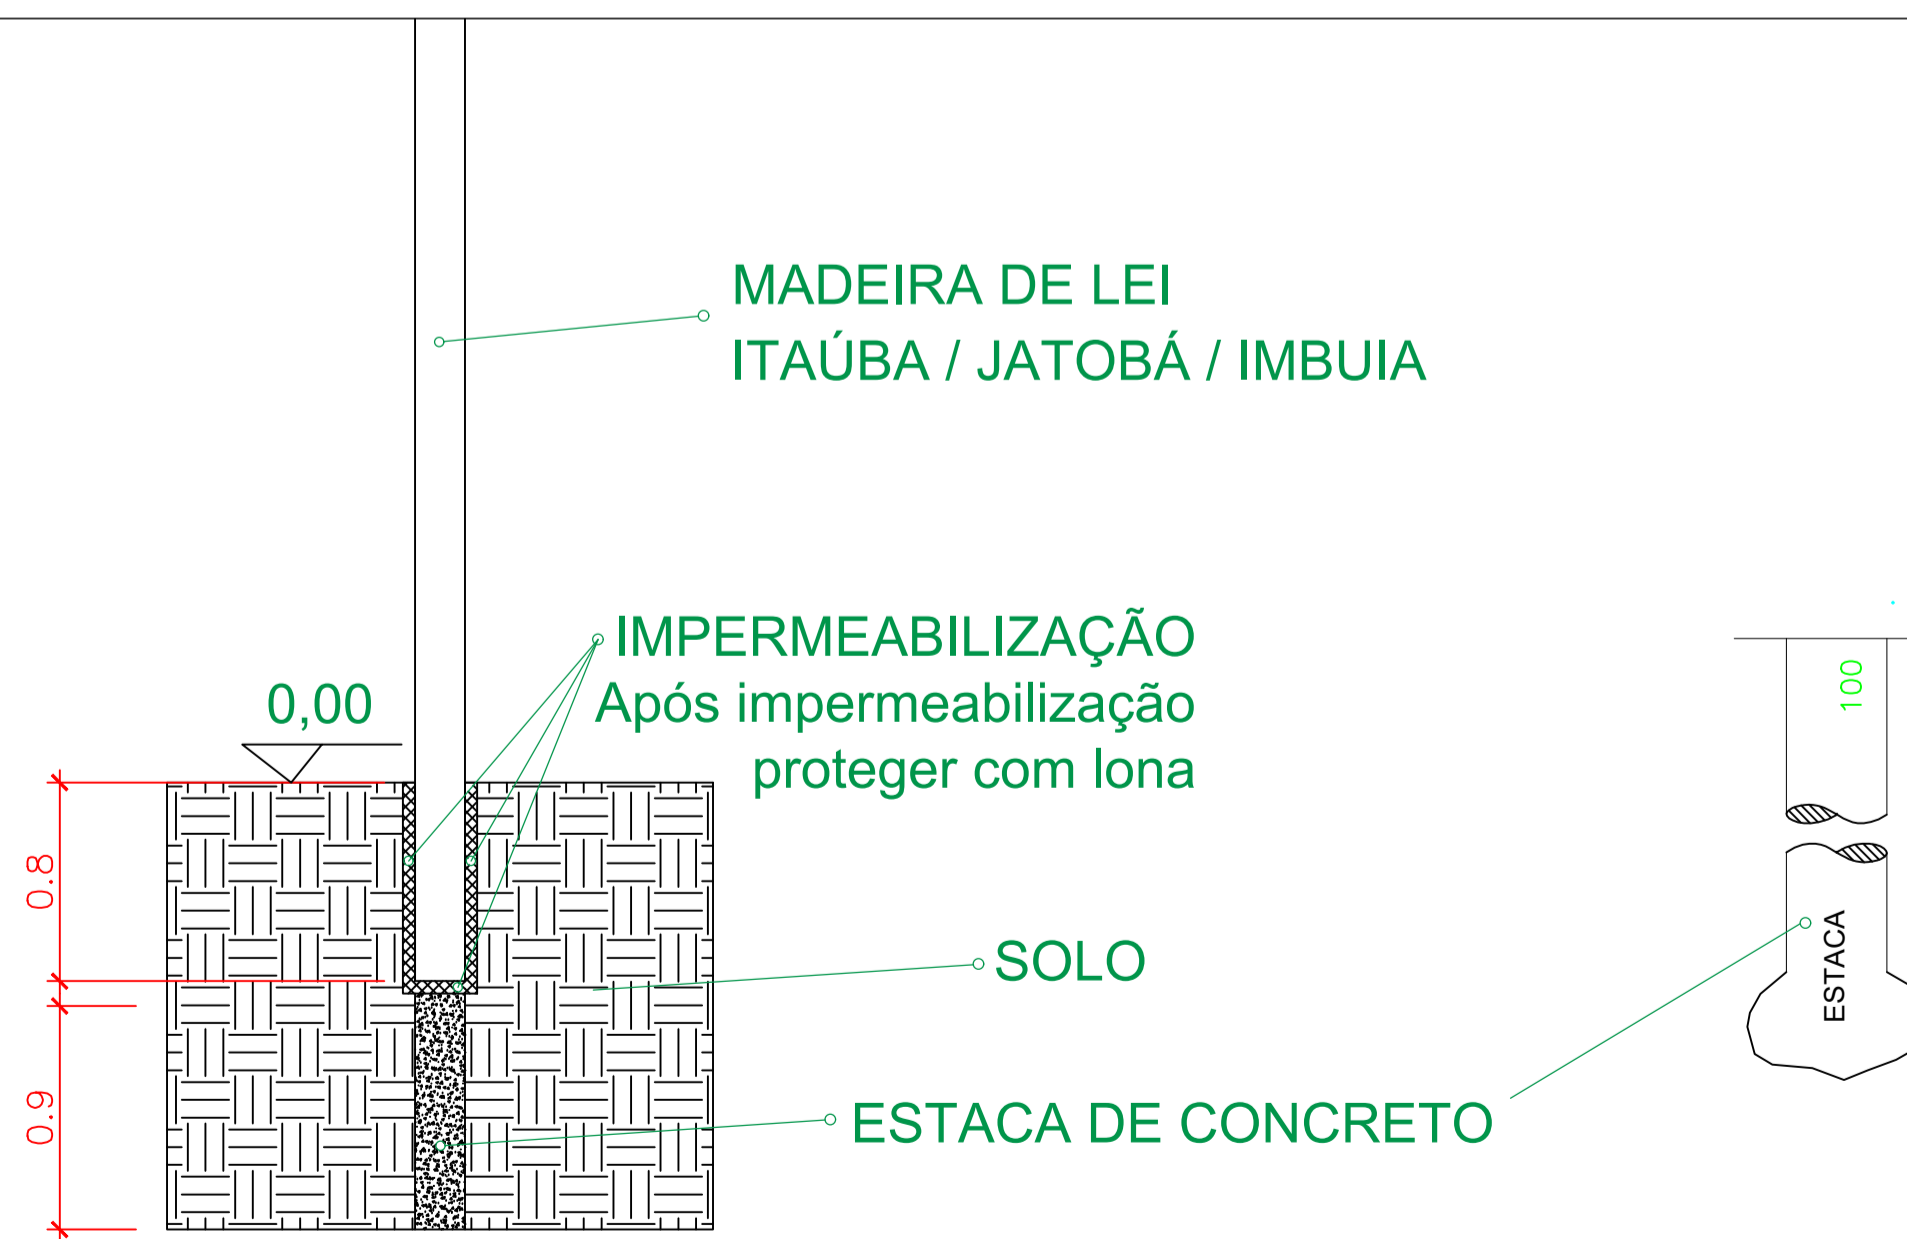 MADEIRA DE LEI
ITAÚBA / JATOBÁ / IMBUIA
IMPERMEABILIZAÇÃO
Após impermeabilização
proteger com lona
0,00
100
0.8
ESTACA
SOLO
0.9
ESTACA DE CONCRETO